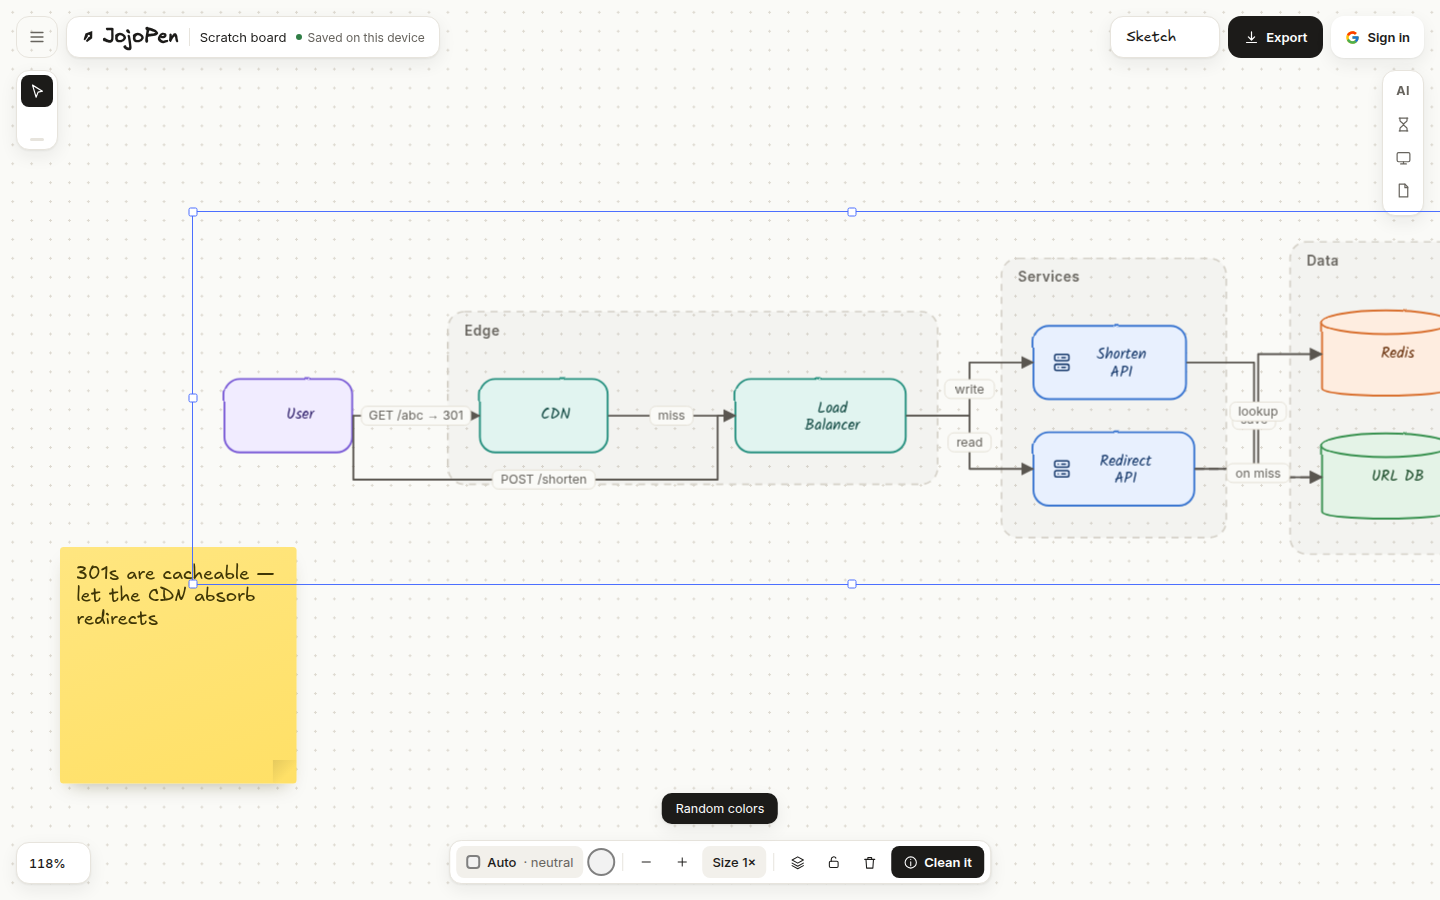 JojoPen
Scratch board
Saved on this device
Sketch
Export
Sign in
AI
Edge
Services
Data
User
GET /abc → 301
CDN
miss
Load
Balancer
POST /shorten
write
read
Shorten
API
Redirect
API
lookup
on miss
Redis
URL DB
301s are cacheable —
let the CDN absorb
redirects
Random colors
118%
Auto · neutral
Size 1×
Clean it